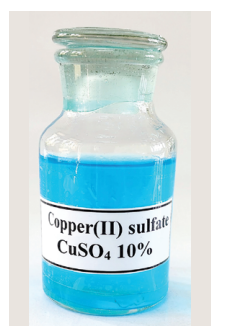 Copper(II) sulfate
CuSO₄ 10%